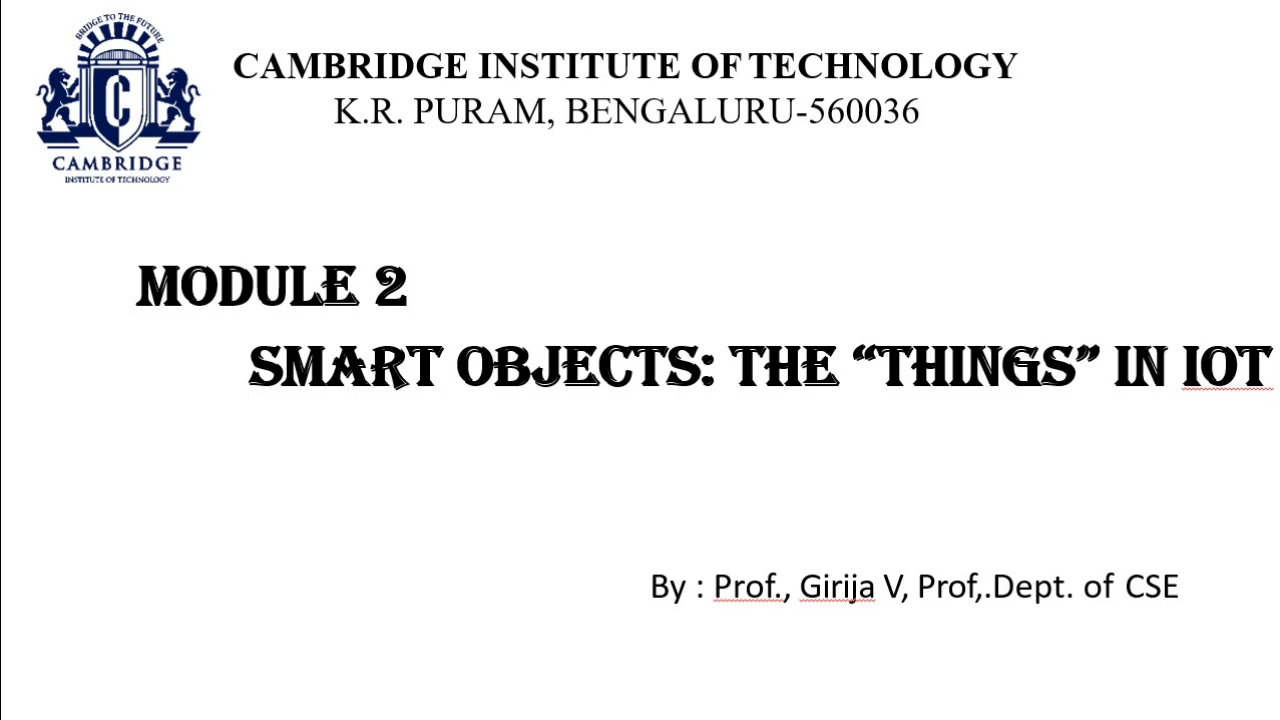 BRIDGE TO THE FUTURE
C
CAMBRIDGE
INSTITUTE OF TECHNOLOGY
CAMBRIDGE INSTITUTE OF TECHNOLOGY
K.R. PURAM, BENGALURU-560036
MODULE 2
SMART OBJECTS: THE “THINGS” IN IOT
By : Prof., Girija V, Prof,.Dept. of CSE